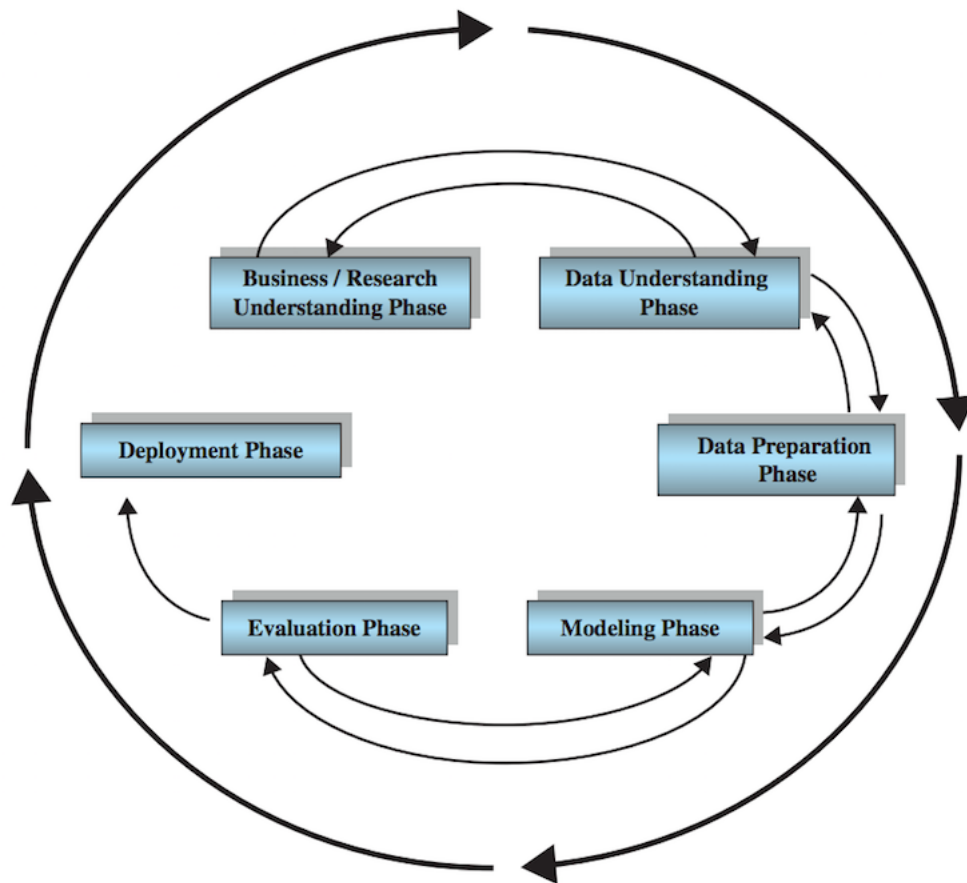 Business / Research
Understanding Phase
Data Understanding
Phase
Deployment Phase
Data Preparation
Phase
Evaluation Phase
Modeling Phase